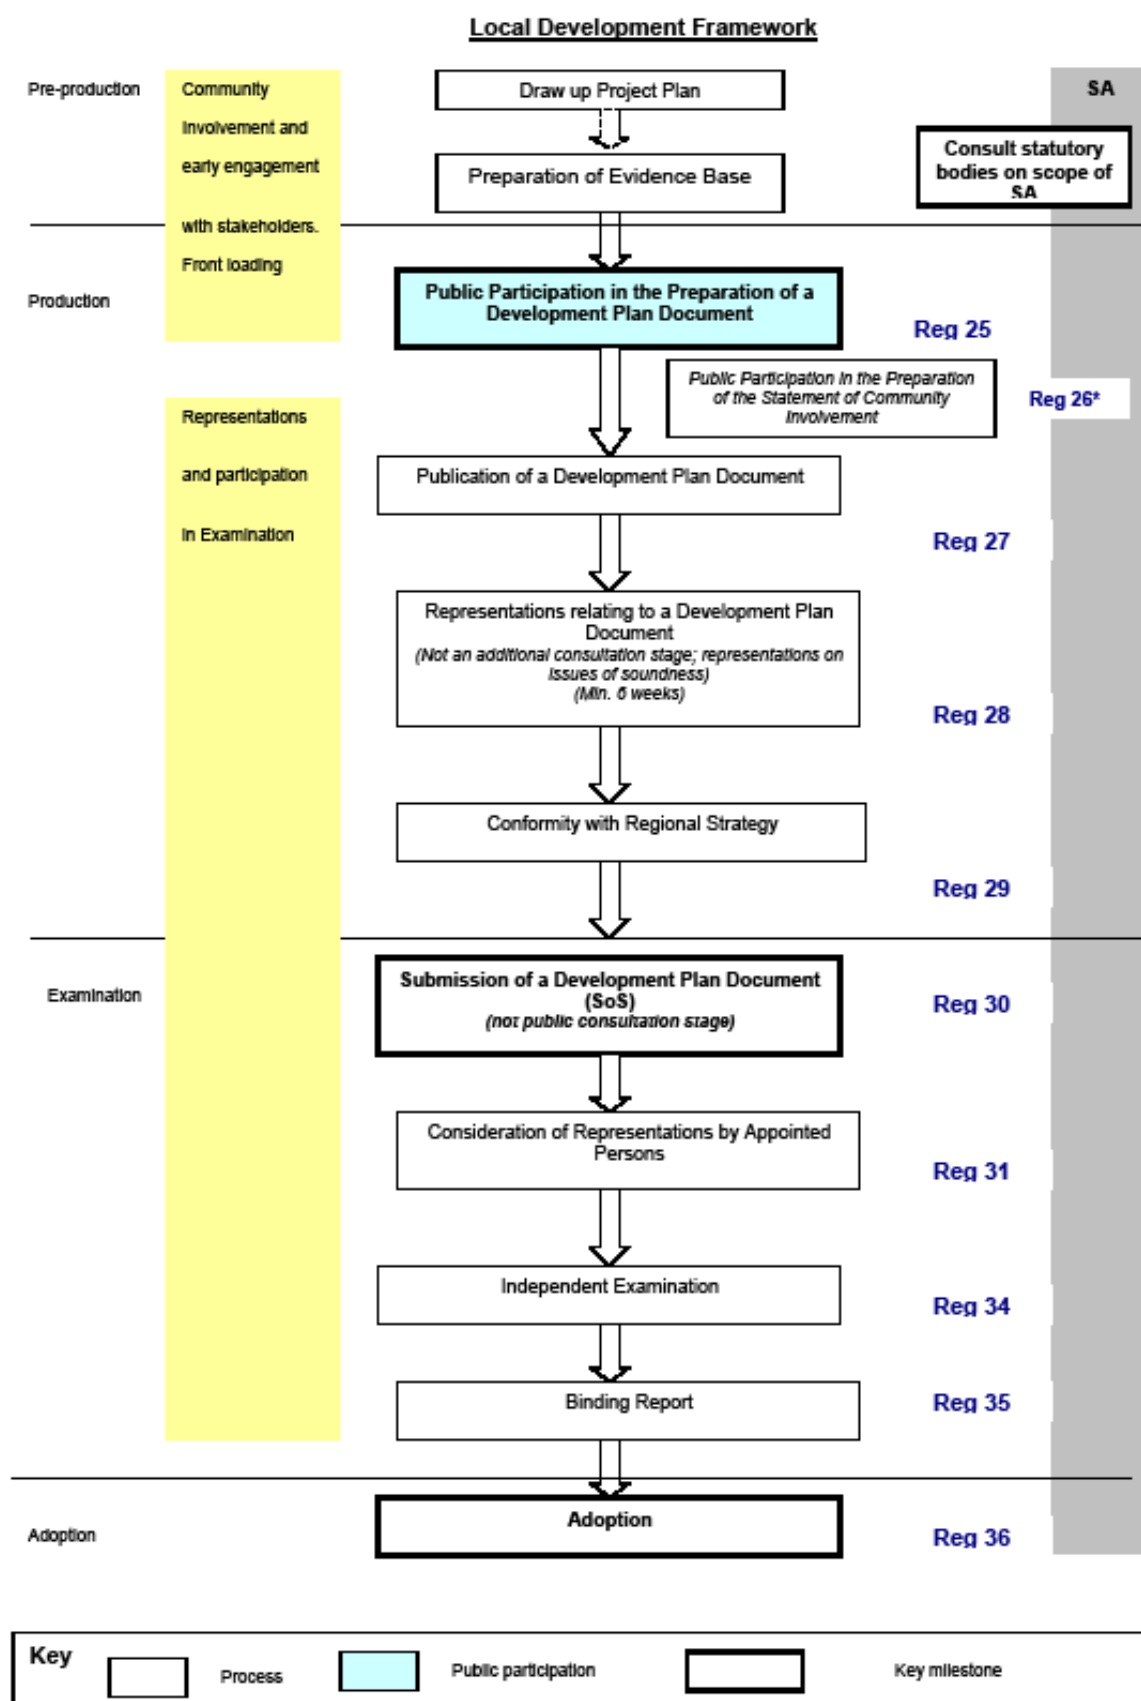 Local Development Framework
Pre-production
Community
Involvement and
early engagement
with stakeholders.
Front loading
Draw up Project Plan
SA
Consult statutory
bodies on scope of
SA
Preparation of Evidence Base
Production
Public Participation in the Preparation of a
Development Plan Document
Reg 25
Public Participation in the Preparation
of the Statement of Community
Involvement
Reg 26*
Representations
and participation
in Examination
Publication of a Development Plan Document
Reg 27
Representations relating to a Development Plan
Document
(Not an additional consultation stage; representations on
issues of soundness)
(Min. 6 weeks)
Reg 28
Conformity with Regional Strategy
Reg 29
Examination
Submission of a Development Plan Document
(SoS)
(not public consultation stage)
Reg 30
Consideration of Representations by Appointed
Persons
Reg 31
Independent Examination
Reg 34
Binding Report
Reg 35
Adoption
Adoption
Reg 36
Key
Process
Public participation
Key milestone